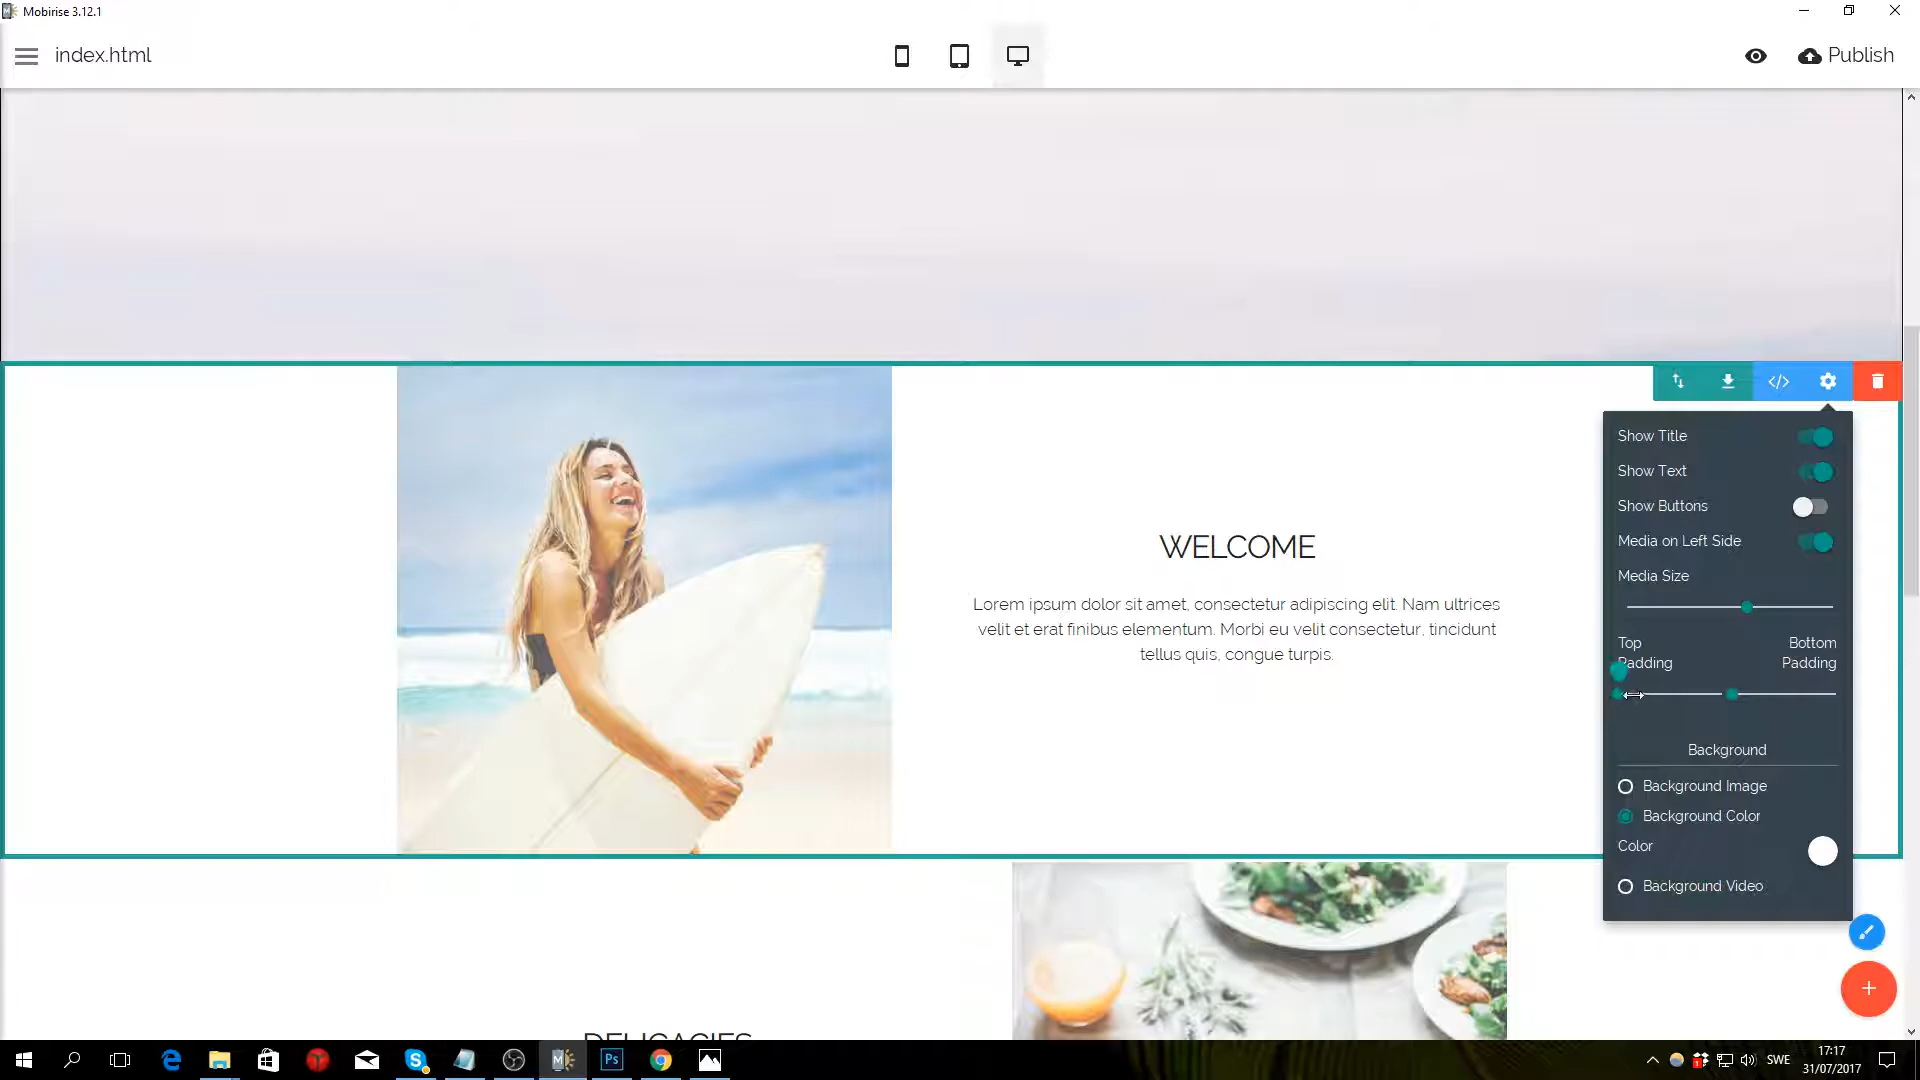 Mobirise 3.12.1
index.html
Publish
</>
Show Title
Show Text
Show Buttons
WELCOME
Media on Left Side
Media Size
Lorem ipsum dolor sit amet, consectetur adipiscing elit. Nam ultrices
velit et erat finibus elementum. Morbi eu velit consectetur, tincidunt
tellus quis, congue turpis.
Top
Padding
Bottom
Padding
Background
Background Image
Background Color
Color
Background Video
DELICACIES
Ps
SWE
17:17
31/07/2017